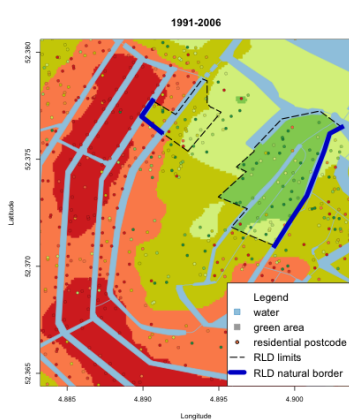 1991-2006
52.380
52.375
52.370
52.365
Latitude
4.885
4.890
4.895
4.900
Longitude
Legend
water
green area
residential postcode
RLD limits
RLD natural border